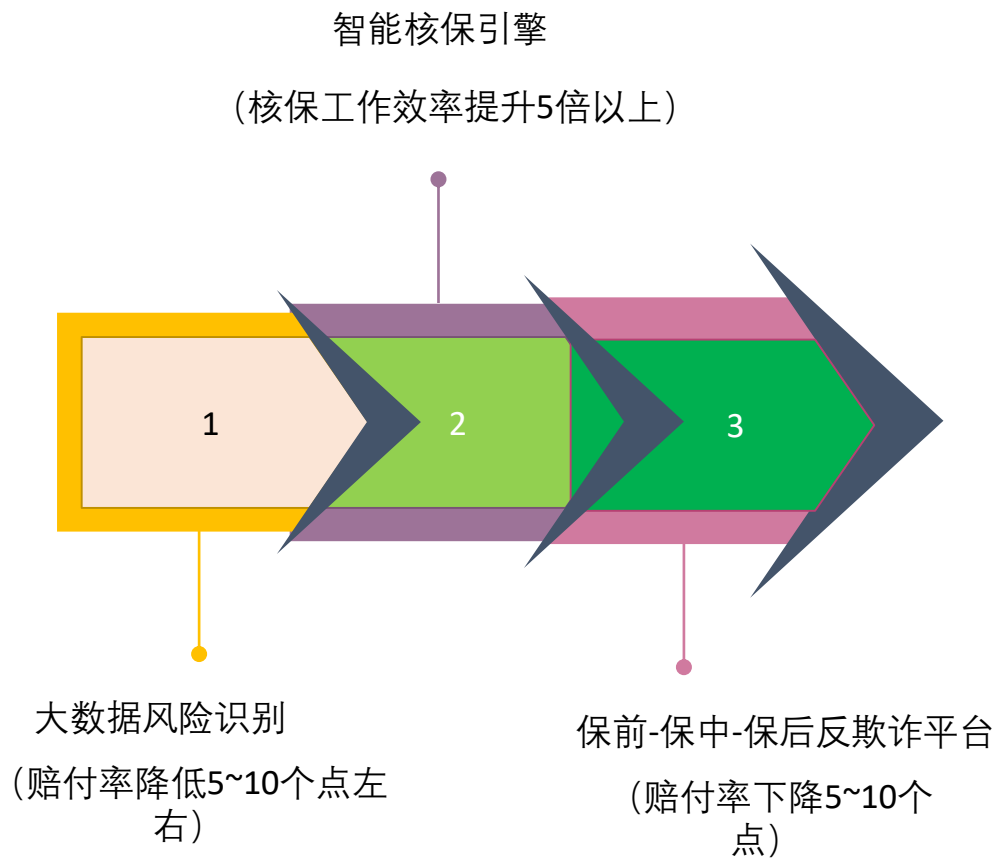 智能核保引擎
（核保工作效率提升5倍以上）
1
2
3
大数据风险识别
（赔付率降低5~10个点左
右）
保前-保中-保后反欺诈平台
（赔付率下降5~10个
点）